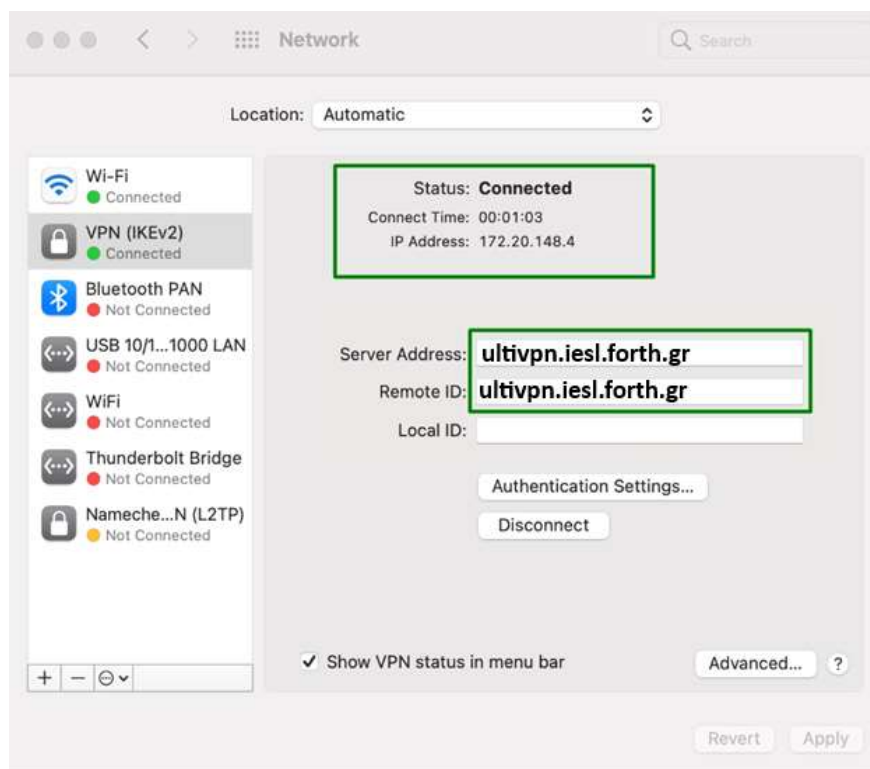 Network
Search
Location: Automatic
Wi-Fi
Connected
VPN (IKEv2)
Connected
Bluetooth PAN
Not Connected
USB 10/1...1000 LAN
Not Connected
WiFi
Not Connected
Thunderbolt Bridge
Not Connected
Nameche...N (L2TP)
Not Connected
Status: Connected
Connect Time: 00:01:03
IP Address: 172.20.148.4
Server Address: ultivpn.iesl.forth.gr
Remote ID: ultivpn.iesl.forth.gr
Local ID:
Authentication Settings...
Disconnect
Show VPN status in menu bar
Advanced... ?
Revert Apply